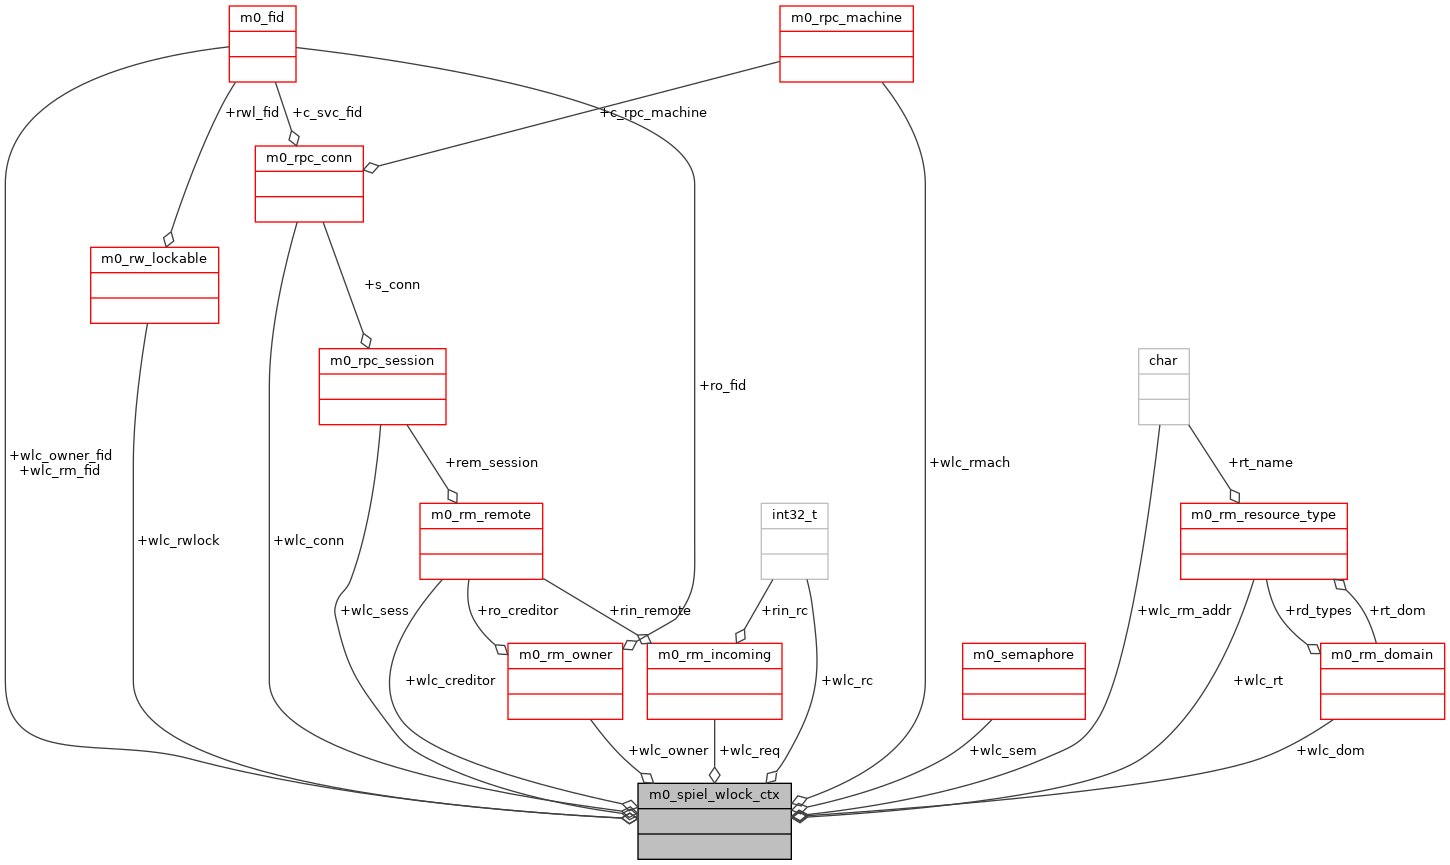 m0_fid
m0_rpc_machine
+rwl_fid
+c_svc_fid
+c_rpc_machine
m0_rpc_conn
m0_rw_lockable
+s_conn
m0_rpc_session
char
+ro_fid
+wlc_owner_fid
+wlc_rm_fid
+rem_session
+wlc_rmach
+rt_name
m0_rm_remote
int32_t
m0_rm_resource_type
+wlc_rwlock
+wlc_conn
+wlc_sess
+ro_creditor
+rin_remote
+rin_rc
+wlc_rm_addr
+rd_types
+rt_dom
m0_rm_owner
m0_rm_incoming
m0_semaphore
m0_rm_domain
+wlc_creditor
+wlc_rc
+wlc_rt
+wlc_owner
+wlc_req
+wlc_sem
+wlc_dom
m0_spiel_wlock_ctx